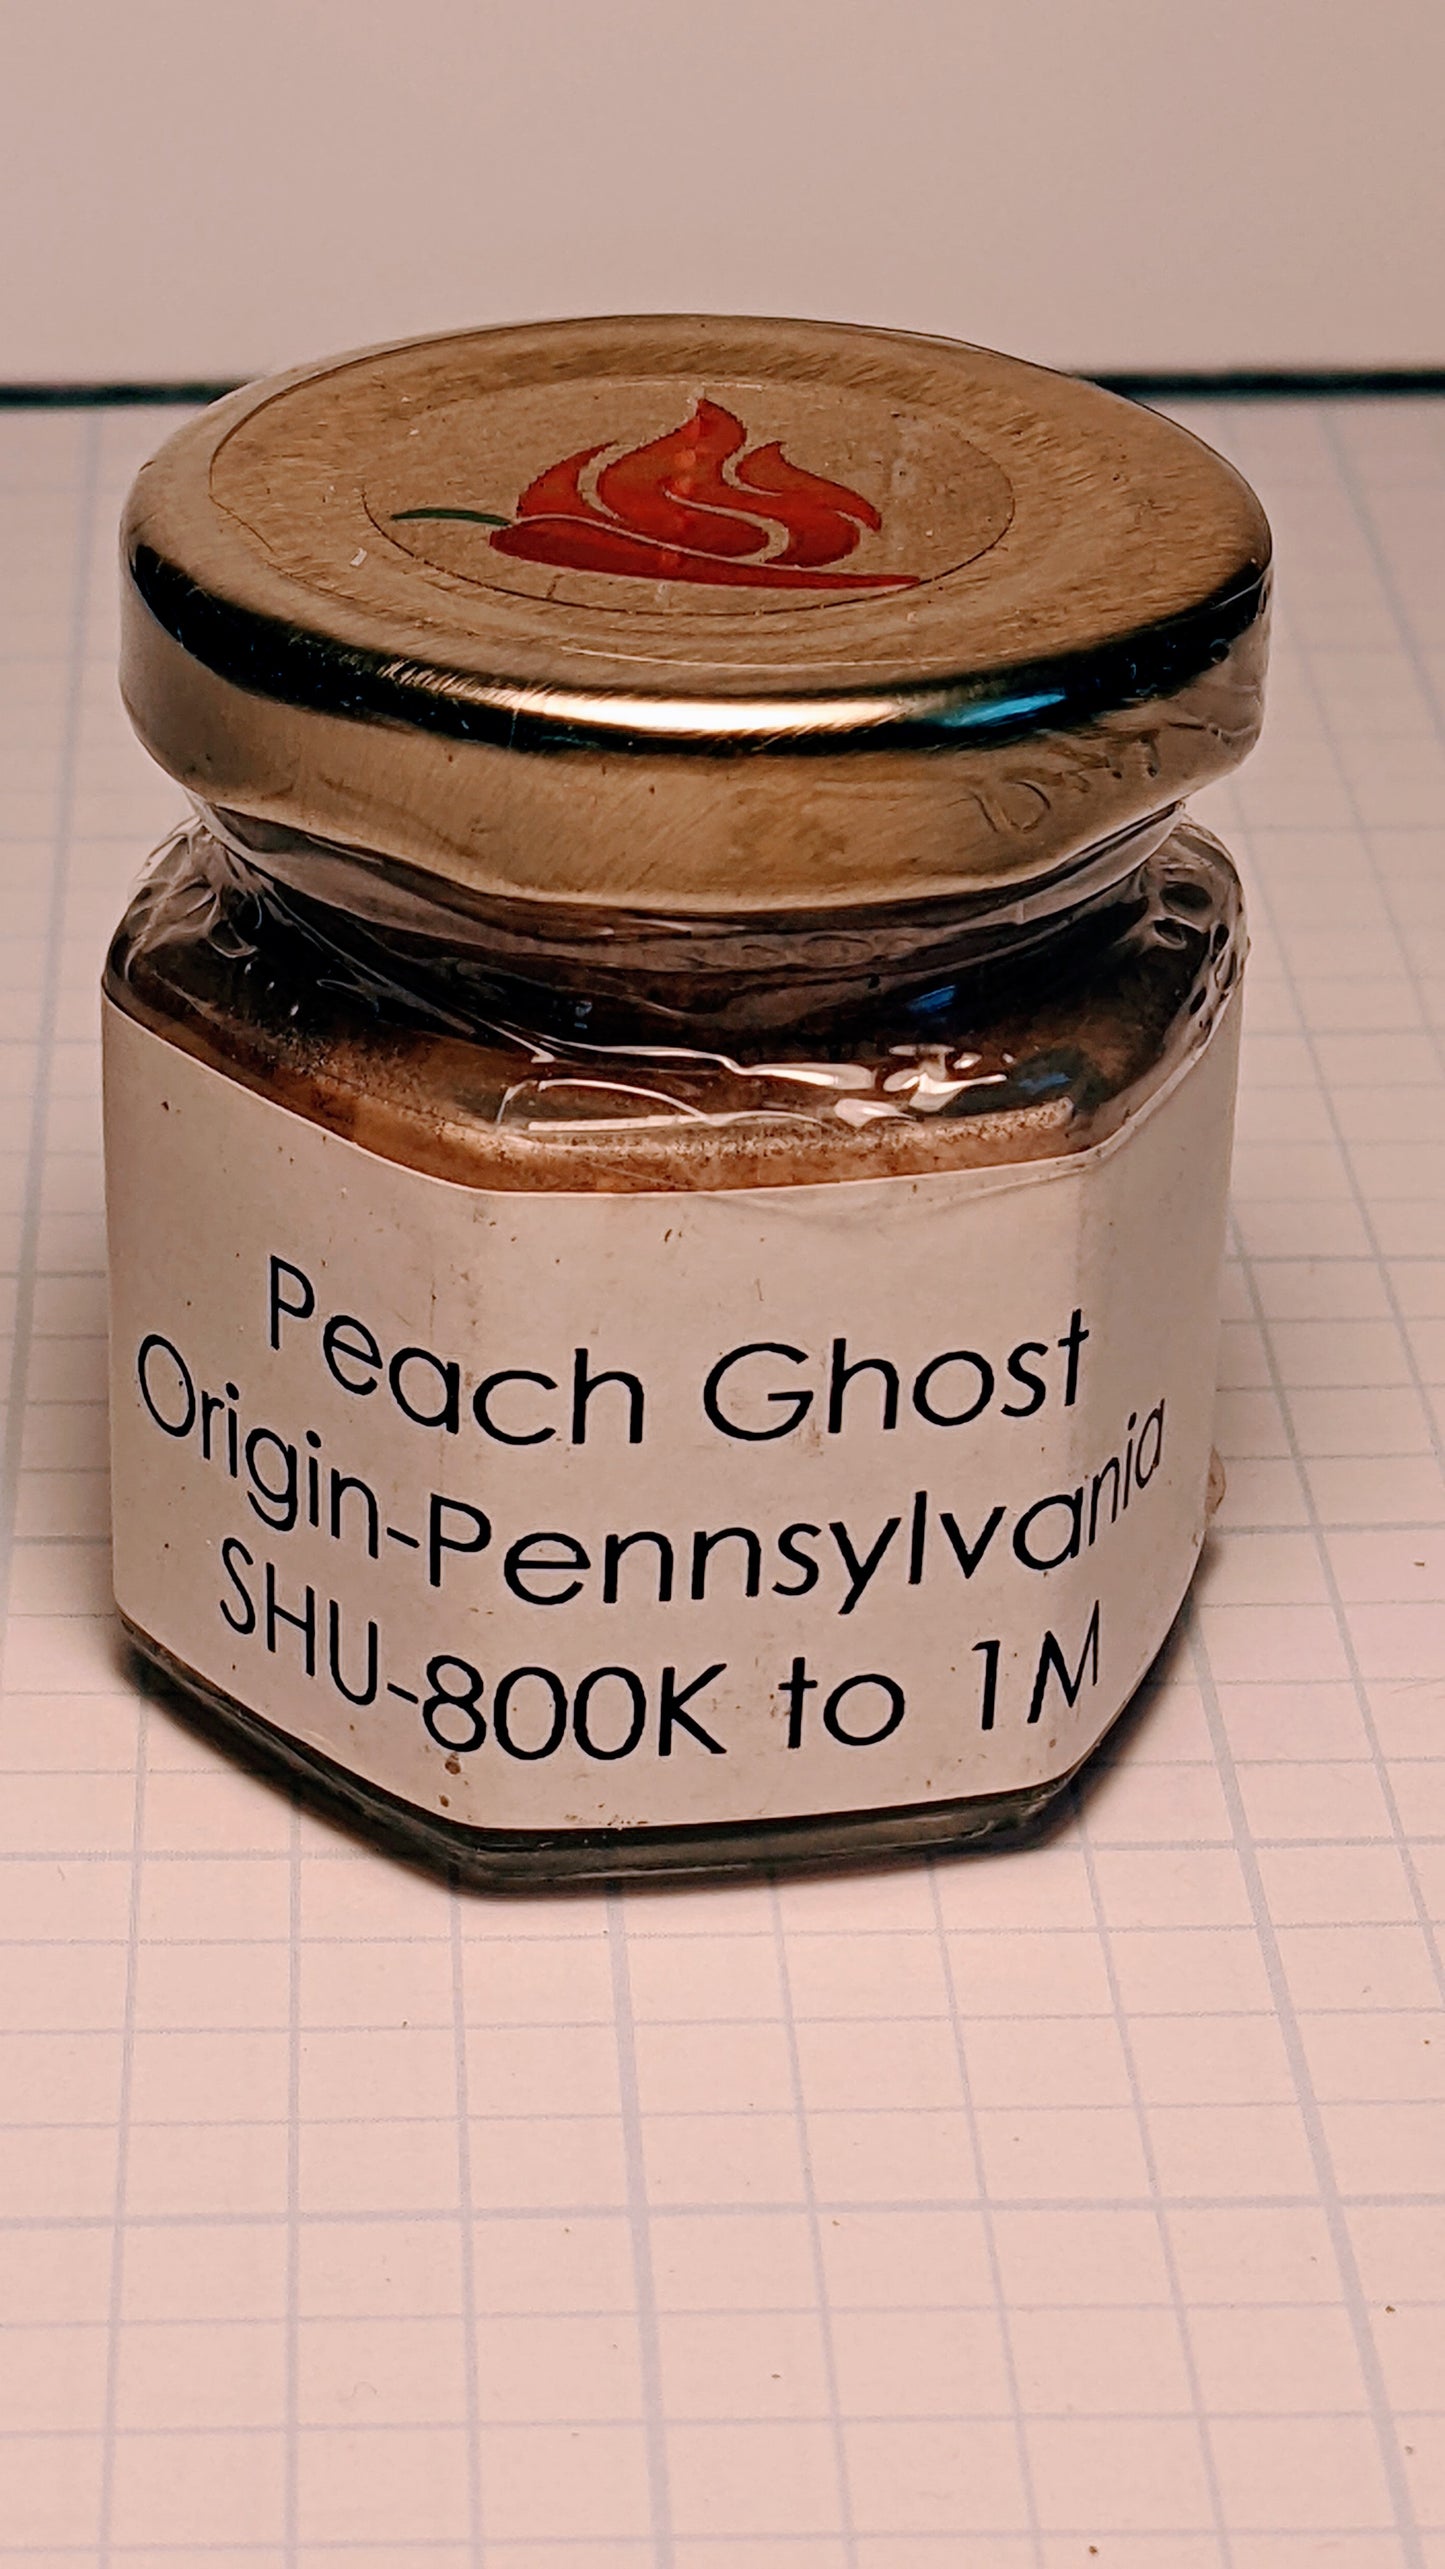 Peach Ghost
Origin-Pennsylvania
SHU-800K to 1M